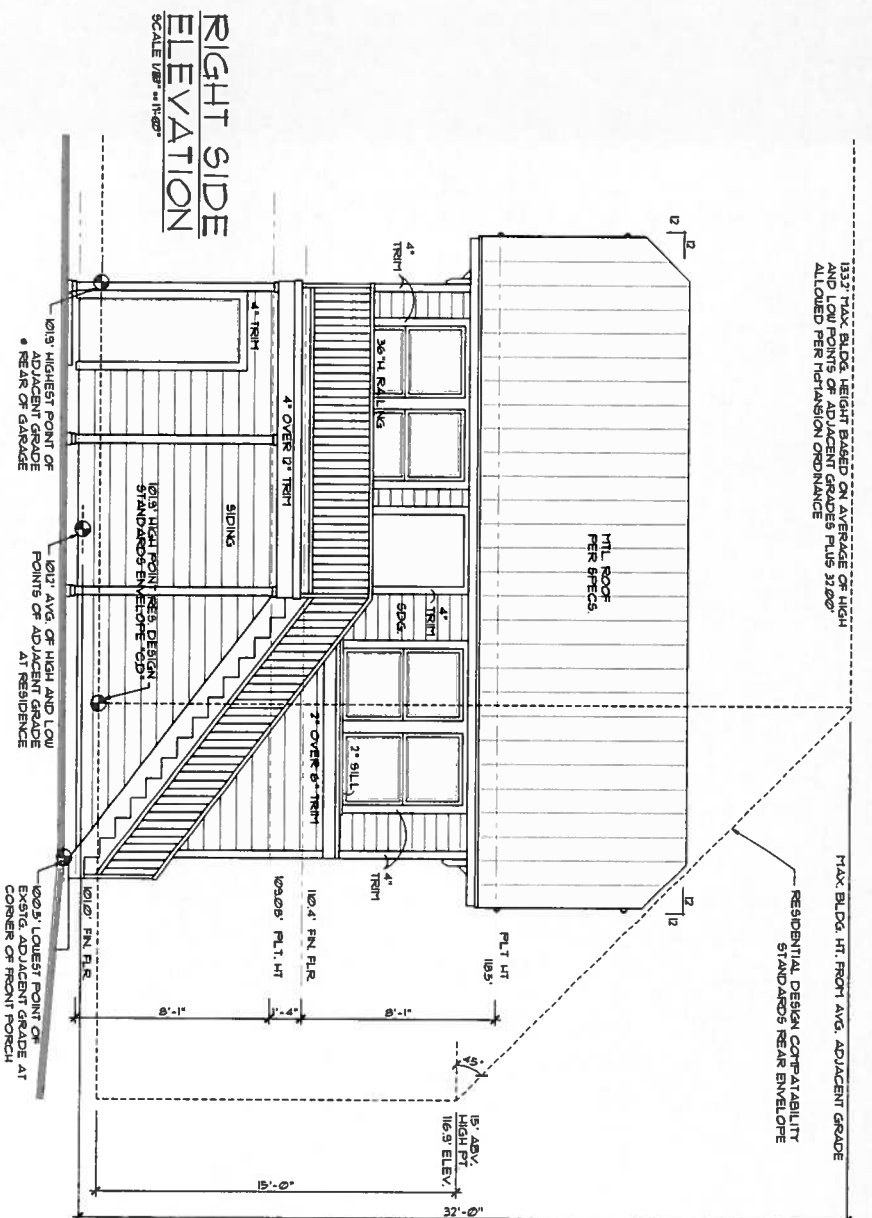 133.2' MAX. BLDG. HEIGHT BASED ON AVERAGE OF HIGH
AND LOW POINTS OF ADJACENT GRADES PLUS 32.00'
ALLOWED PER McMANSION ORDINANCE
MAX. BLDG. HT. FROM AVG. ADJACENT GRADE
RESIDENTIAL DESIGN COMPATABILITY
STANDARDS REAR ENVELOPE
12
12
12
12
MTL ROOF
PER SPECS.
PLT HT
118.5'
45°
15' ABV.
HIGH PT
116.9' ELEV.
4"
TRIM
36"H. RAILING
4"
TRIM
SDG.
2" SILL
4"
TRIM
110.4' FIN. FLR.
109.08' PLT. HT
101.0' FIN. FLR
8'-1"
1'-4"
8'-1"
15'-0"
32'-0"
4" TRIM
4" OVER 12" TRIM
2" OVER 8" TRIM
SIDING
101.9' HIGH POINT RES. DESIGN
STANDARDS ENVELOPE "CD"
101.9' HIGHEST POINT OF
ADJACENT GRADE
@ REAR OF GARAGE
101.2' AVG. OF HIGH AND LOW
POINTS OF ADJACENT GRADE
AT RESIDENCE
100.5' LOWEST POINT OF
EXSTG. ADJACENT GRADE AT
CORNER OF FRONT PORCH
RIGHT SIDE
ELEVATION
SCALE 1/8" = 1'-0"